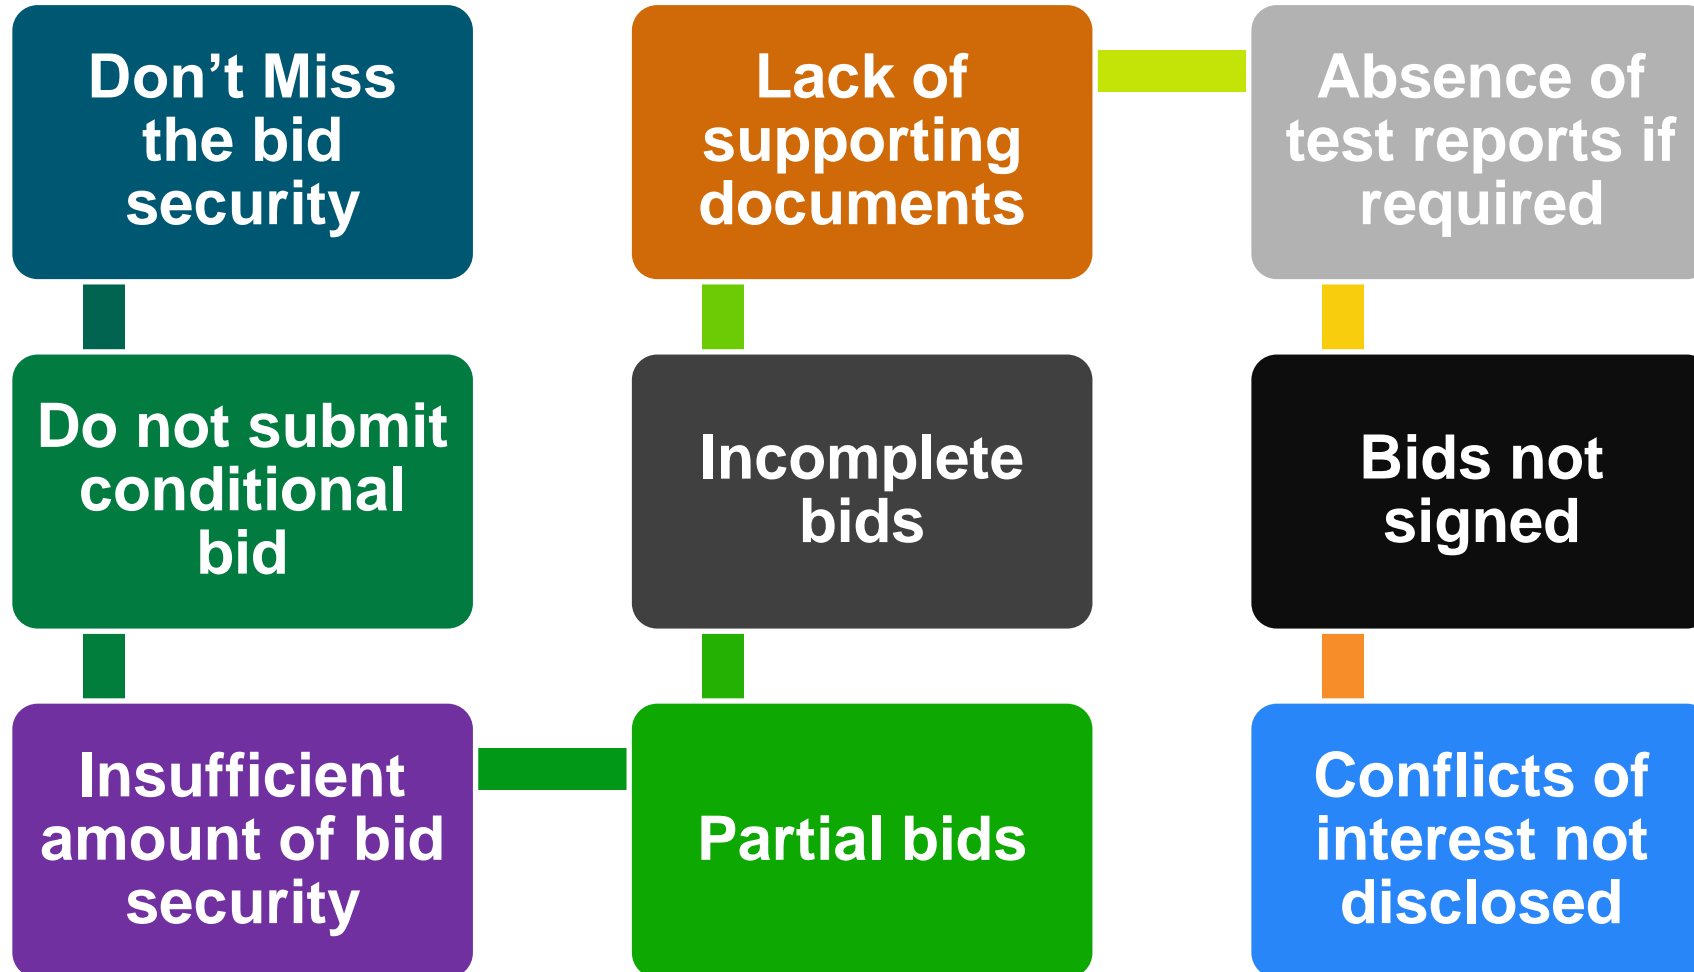 Don’t Miss
the bid
security
Do not submit
conditional
bid
Insufficient
amount of bid
security
Partial bids
Incomplete
bids
Lack of
supporting
documents
Absence of
test reports if
required
Bids not
signed
Conflicts of
interest not
disclosed